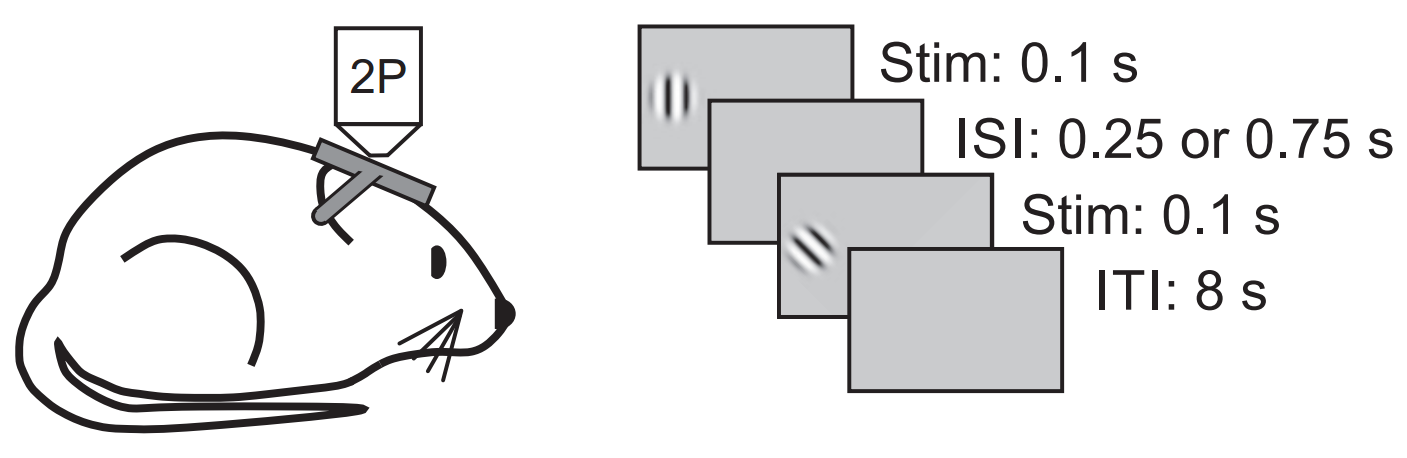 2P
Stim: 0.1 s
ISI: 0.25 or 0.75 s
Stim: 0.1 s
ITI: 8 s